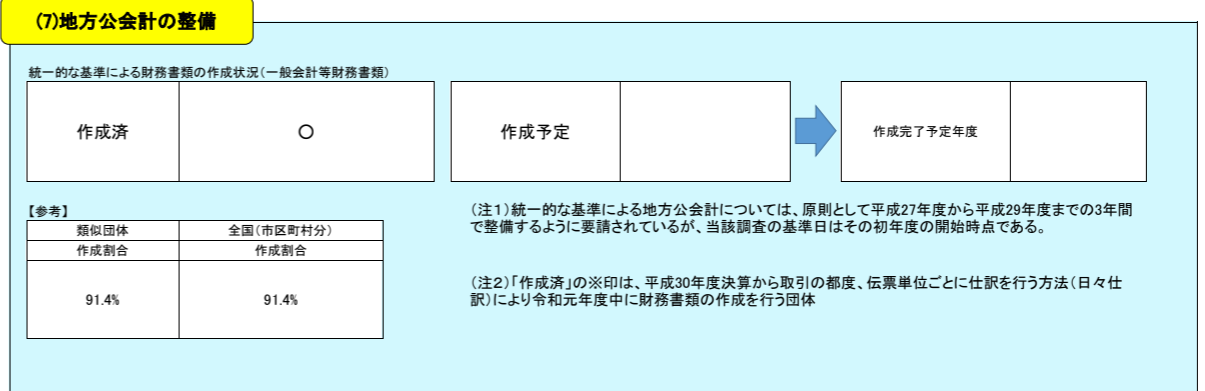 (7)地方公会計の整備
統一的な基準による財務書類の作成状況(一般会計等財務書類)
作成済 ○ 作成予定 作成完了予定年度
【参考】
類似団体 全国(市区町村分)
作成割合 作成割合
91.4% 91.4%
(注1)統一的な基準による地方公会計については、原則として平成27年度から平成29年度までの3年間
で整備するように要請されているが、当該調査の基準日はその初年度の開始時点である。
(注2)「作成済」の※印は、平成30年度決算から取引の都度、伝票単位ごとに仕訳を行う方法(日々仕
訳)により令和元年度中に財務書類の作成を行う団体